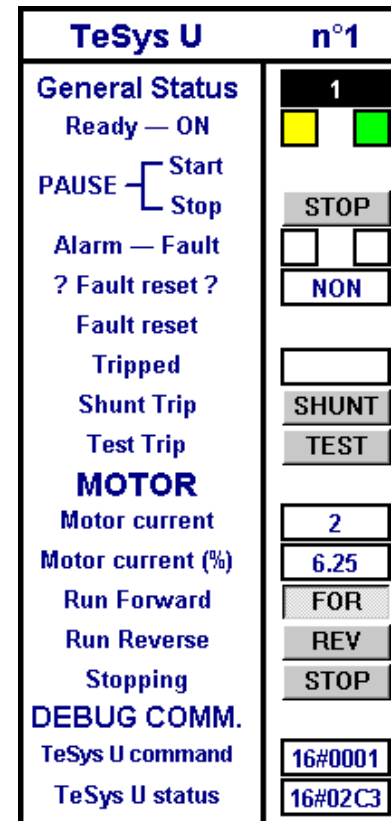 TeSys U n°1
General Status 1
Ready — ON
Start
PAUSE
Stop STOP
Alarm — Fault
? Fault reset ? NON
Fault reset
Tripped
Shunt Trip SHUNT
Test Trip TEST
MOTOR
Motor current 2
Motor current (%) 6.25
Run Forward FOR
Run Reverse REV
Stopping STOP
DEBUG COMM.
TeSys U command 16#0001
TeSys U status 16#02C3